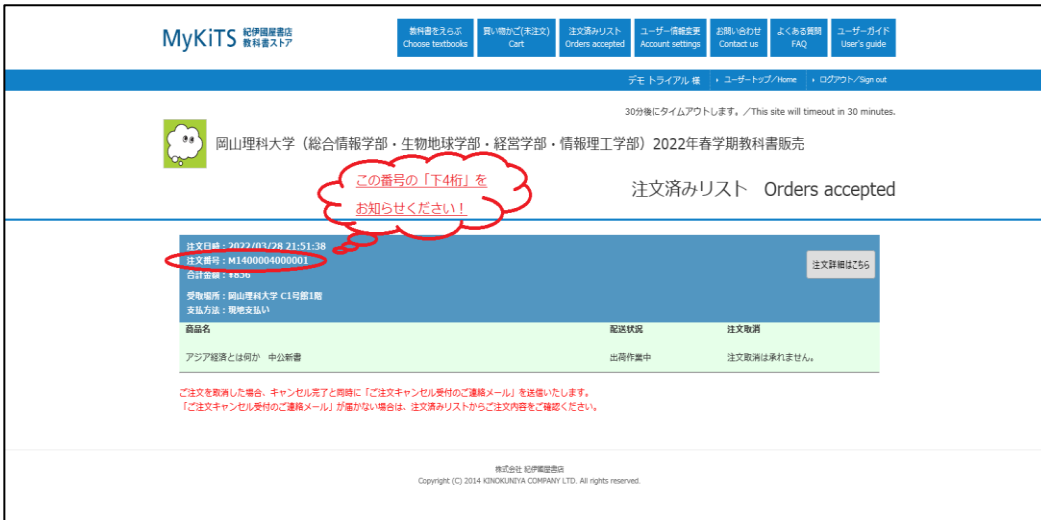 MyKiTS 紀伊國屋書店
教科書ストア
教科書をえらぶ
Choose textbooks
買い物かご(未注文)
Cart
注文済みリスト
Orders accepted
ユーザー情報変更
Account settings
お問い合わせ
Contact us
よくある質問
FAQ
ユーザーガイド
User's guide
デモ トライアル 様
ユーザートップ/Home
ログアウト/Sign out
30分後にタイムアウトします。/This site will timeout in 30 minutes.
岡山理科大学(総合情報学部・生物地球学部・経営学部・情報理工学部)2022年春学期教科書販売
この番号の「下4桁」を
お知らせください!
注文済みリスト Orders accepted
注文日時:2022/03/28 21:51:38
注文番号:M1400004000001
合計金額:¥836
注文詳細はこちら
受取場所:岡山理科大学 C1号館1階
支払方法:現地支払い
商品名 配送状況 注文取消
アジア経済とは何か 中公新書 出荷作業中 注文取消は承れません。
ご注文を取消した場合、キャンセル完了と同時に「ご注文キャンセル受付のご連絡メール」を送信いたします。
「ご注文キャンセル受付のご連絡メール」が届かない場合は、注文済みリストからご注文内容をご確認ください。
株式会社 紀伊國屋書店
Copyright (C) 2014 KINOKUNIYA COMPANY LTD. All rights reserved.